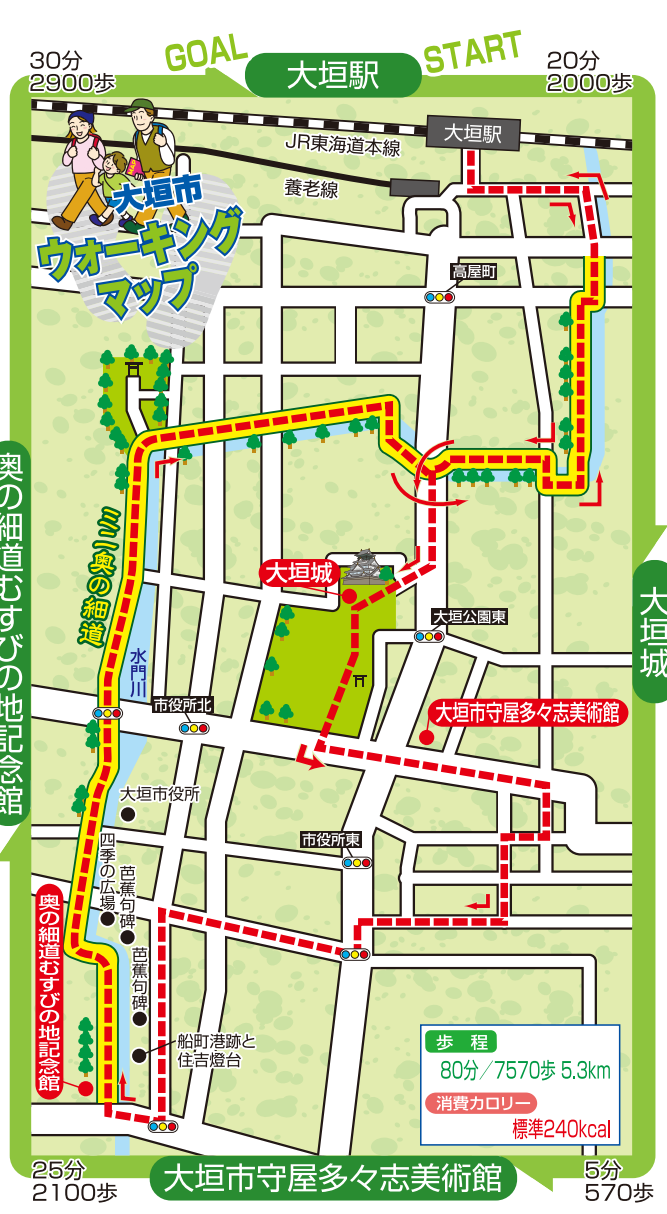 30分
2900歩
GOAL
大垣駅
START
20分
2000歩
大垣駅
JR東海道本線
養老線
大垣市
ウォーキング
マップ
高屋町
奥の細道むすびの地記念館
ミニ奥の細道
大垣城
大垣城
大垣公園東
水門川
市役所北
大垣市守屋多々志美術館
大垣市役所
市役所東
四季の広場
芭蕉句碑
芭蕉句碑
奥の細道むすびの地記念館
船町港跡と
住吉燈台
歩程
80分／7570歩 5.3km
消費カロリー
標準240kcal
25分
2100歩
大垣市守屋多々志美術館
5分
570歩